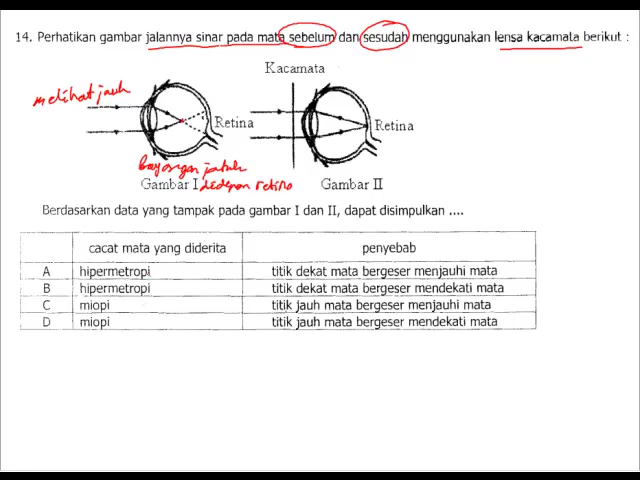 14. Perhatikan gambar jalannya sinar pada mata sebelum dan sesudah menggunakan lensa kacamata berikut :
Kacamata
melihat jauh
Retina
Retina
bayangan jatuh
Gambar I didepan retina
Gambar II
Berdasarkan data yang tampak pada gambar I dan II, dapat disimpulkan ....
cacat mata yang diderita penyebab
A hipermetropi titik dekat mata bergeser menjauhi mata
B hipermetropi titik dekat mata bergeser mendekati mata
C miopi titik jauh mata bergeser menjauhi mata
D miopi titik jauh mata bergeser mendekati mata